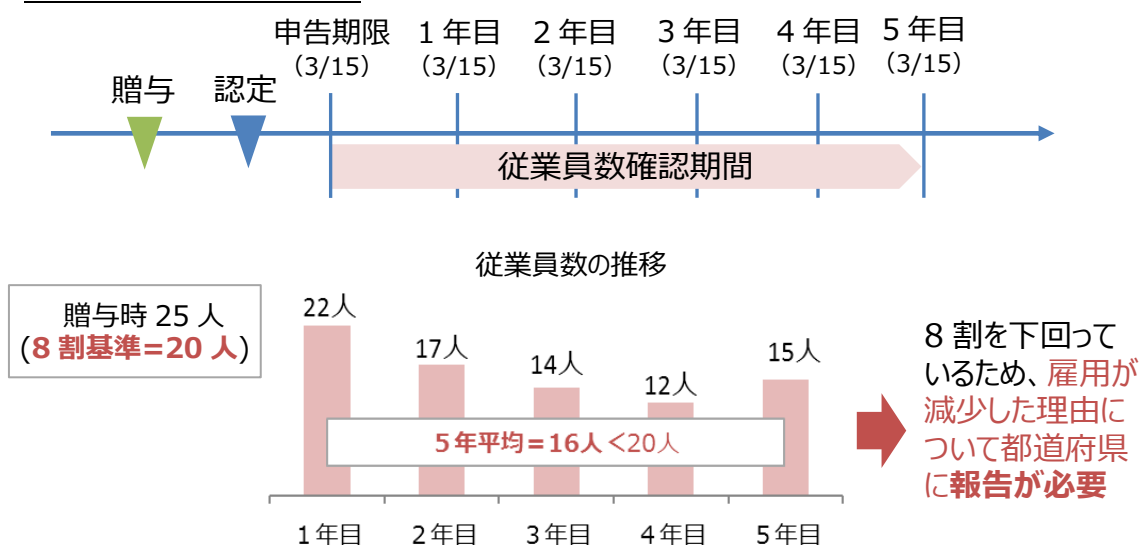 申告期限
(3/15)
1年目
(3/15)
2年目
(3/15)
3年目
(3/15)
4年目
(3/15)
5年目
(3/15)
贈与
認定
従業員数確認期間
従業員数の推移
贈与時 25 人
(8 割基準=20 人)
22人
17人
14人
12人
15人
5年平均=16人<20人
1年目
2年目
3年目
4年目
5年目
8 割を下回って
いるため、雇用が
減少した理由に
ついて都道府県
に報告が必要